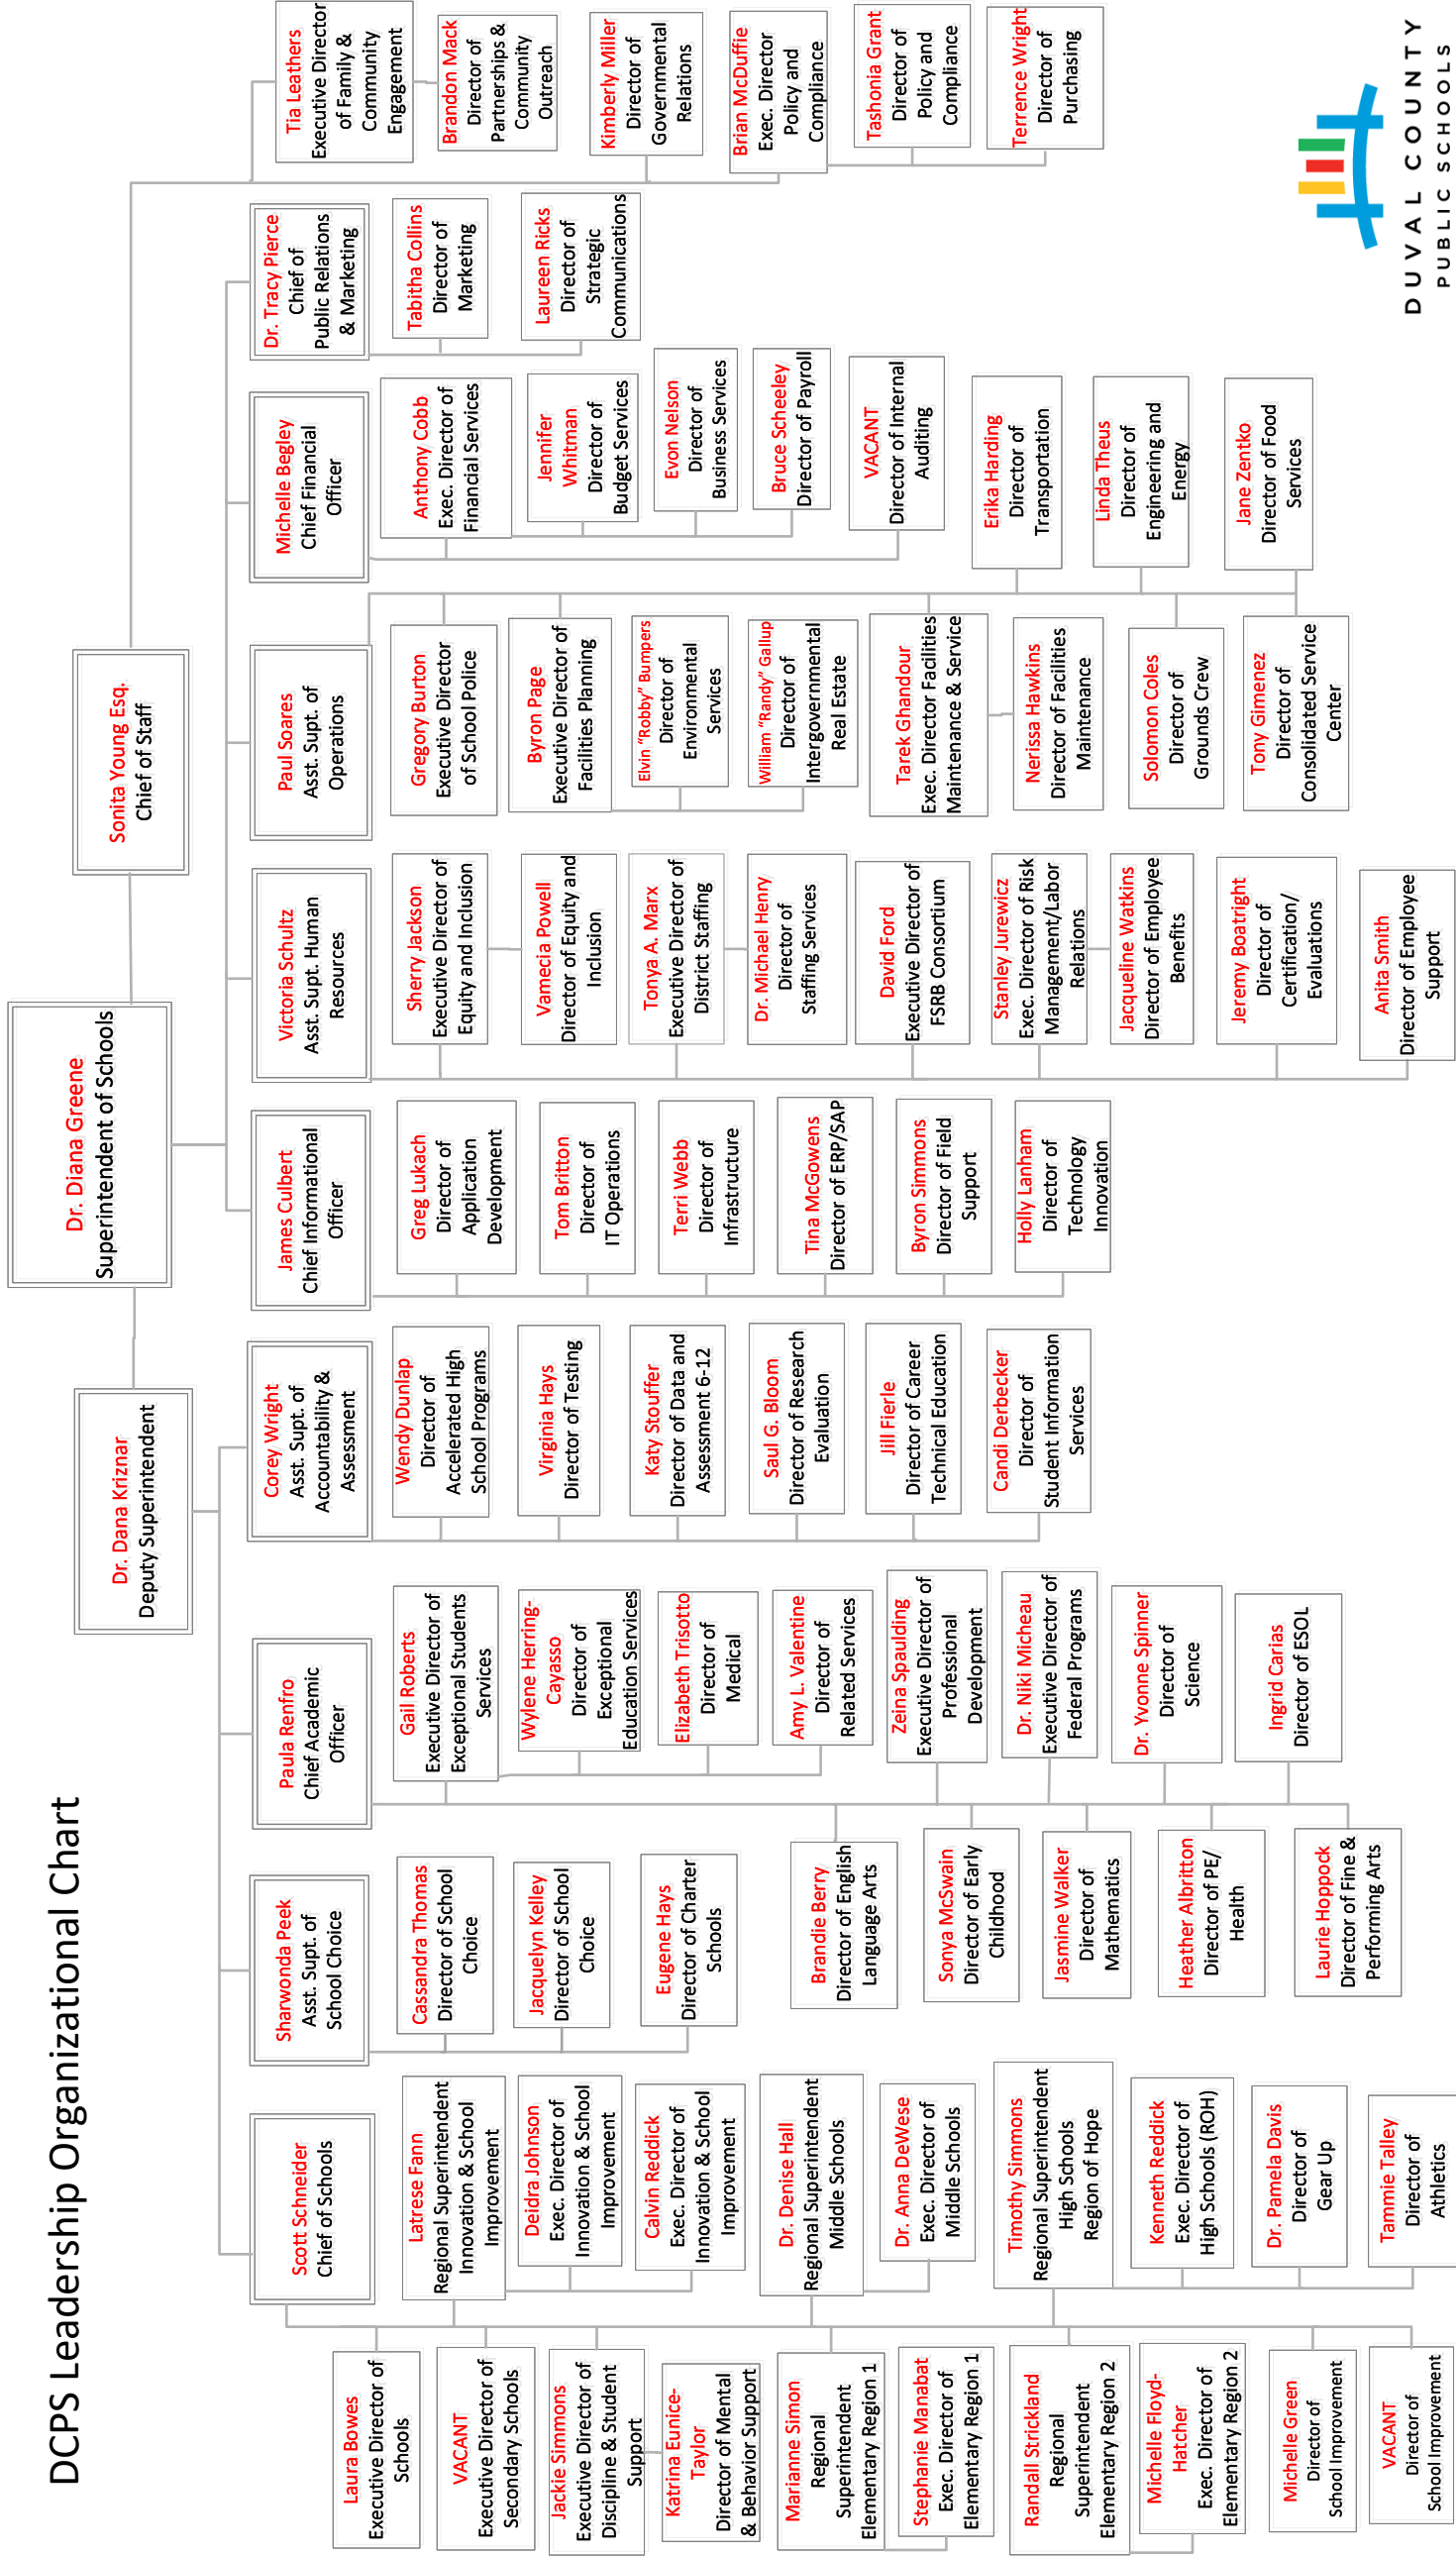 DCPS Leadership Organizational Chart
Dr. Diana Greene
Superintendent of Schools
Dr. Dana Kriznar
Deputy Superintendent
Sonita Young Esq.
Chief of Staff
Scott Schneider
Chief of Schools
Laura Bowes
Executive Director of
Schools
VACANT
Executive Director of
Secondary Schools
Jackie Simmons
Executive Director of
Discipline & Student
Support
Katrina Eunice-
Taylor
Director of Mental
& Behavior Support
Marianne Simon
Regional
Superintendent
Elementary Region 1
Stephanie Manabat
Exec. Director of
Elementary Region 1
Randall Strickland
Regional
Superintendent
Elementary Region 2
Michelle Floyd-
Hatcher
Exec. Director of
Elementary Region 2
Michelle Green
Director of
School Improvement
VACANT
Director of
School Improvement
Latrese Fann
Regional Superintendent
Innovation & School
Improvement
Deidra Johnson
Exec. Director of
Innovation & School
Improvement
Calvin Reddick
Exec. Director of
Innovation & School
Improvement
Dr. Denise Hall
Regional Superintendent
Middle Schools
Dr. Anna DeWese
Exec. Director of
Middle Schools
Timothy Simmons
Regional Superintendent
High Schools
Region of Hope
Kenneth Reddick
Exec. Director of
High Schools (ROH)
Dr. Pamela Davis
Director of
Gear Up
Tammie Talley
Director of
Athletics
Sharwonda Peek
Asst. Supt. of
School Choice
Cassandra Thomas
Director of School
Choice
Jacquelyn Kelley
Director of School
Choice
Eugene Hays
Director of Charter
Schools
Paula Renfro
Chief Academic
Officer
Gail Roberts
Executive Director of
Exceptional Students
Services
Wylene Herring-
Cayasso
Director of
Exceptional
Education Services
Elizabeth Trisotto
Director of
Medical
Amy L. Valentine
Director of
Related Services
Zeina Spaulding
Executive Director of
Professional
Development
Dr. Niki Micheau
Executive Director of
Federal Programs
Dr. Yvonne Spinner
Director of
Science
Ingrid Carias
Director of ESOL
Brandie Berry
Director of English
Language Arts
Sonya McSwain
Director of Early
Childhood
Jasmine Walker
Director of
Mathematics
Heather Albritton
Director of PE/
Health
Laurie Hoppock
Director of Fine &
Performing Arts
Corey Wright
Asst. Supt. of
Accountability &
Assessment
Wendy Dunlap
Director of
Accelerated High
School Programs
Virginia Hays
Director of Testing
Katy Stouffer
Director of Data and
Assessment 6-12
Saul G. Bloom
Director of Research
Evaluation
Jill Fierle
Director of Career
Technical Education
Candi Derbecker
Director of
Student Information
Services
James Culbert
Chief Informational
Officer
Greg Lukach
Director of
Application
Development
Tom Britton
Director of
IT Operations
Terri Webb
Director of
Infrastructure
Tina McGowens
Director of ERP/SAP
Byron Simmons
Director of Field
Support
Holly Lanham
Director of
Technology
Innovation
Victoria Schultz
Asst. Supt. Human
Resources
Sherry Jackson
Executive Director of
Equity and Inclusion
Vamecia Powell
Director of Equity and
Inclusion
Tonya A. Marx
Executive Director of
District Staffing
Dr. Michael Henry
Director of
Staffing Services
David Ford
Executive Director of
FSRB Consortium
Stanley Jurewicz
Exec. Director of Risk
Management/Labor
Relations
Jacqueline Watkins
Director of Employee
Benefits
Jeremy Boatright
Director of
Certification/
Evaluations
Anita Smith
Director of Employee
Support
Paul Soares
Asst. Supt. of
Operations
Gregory Burton
Executive Director
of School Police
Byron Page
Executive Director of
Facilities Planning
Elvin “Robby” Bumpers
Director of
Environmental
Services
William “Randy” Gallup
Director of
Intergovernmental
Real Estate
Tarek Ghandour
Exec. Director Facilities
Maintenance & Service
Nerissa Hawkins
Director of Facilities
Maintenance
Solomon Coles
Director of
Grounds Crew
Tony Gimenez
Director of
Consolidated Service
Center
Erika Harding
Director of
Transportation
Linda Theus
Director of
Engineering and
Energy
Jane Zentko
Director of Food
Services
Michelle Begley
Chief Financial
Officer
Anthony Cobb
Exec. Director of
Financial Services
Jennifer
Whitman
Director of
Budget Services
Evon Nelson
Director of
Business Services
Bruce Scheeley
Director of Payroll
VACANT
Director of Internal
Auditing
Dr. Tracy Pierce
Chief of
Public Relations
& Marketing
Tabitha Collins
Director of
Marketing
Laureen Ricks
Director of
Strategic
Communications
Tia Leathers
Executive Director
of Family &
Community
Engagement
Brandon Mack
Director of
Partnerships &
Community
Outreach
Kimberly Miller
Director of
Governmental
Relations
Brian McDuffie
Exec. Director
Policy and
Compliance
Tashonia Grant
Director of
Policy and
Compliance
Terrence Wright
Director of
Purchasing
DUVAL COUNTY
PUBLIC SCHOOLS